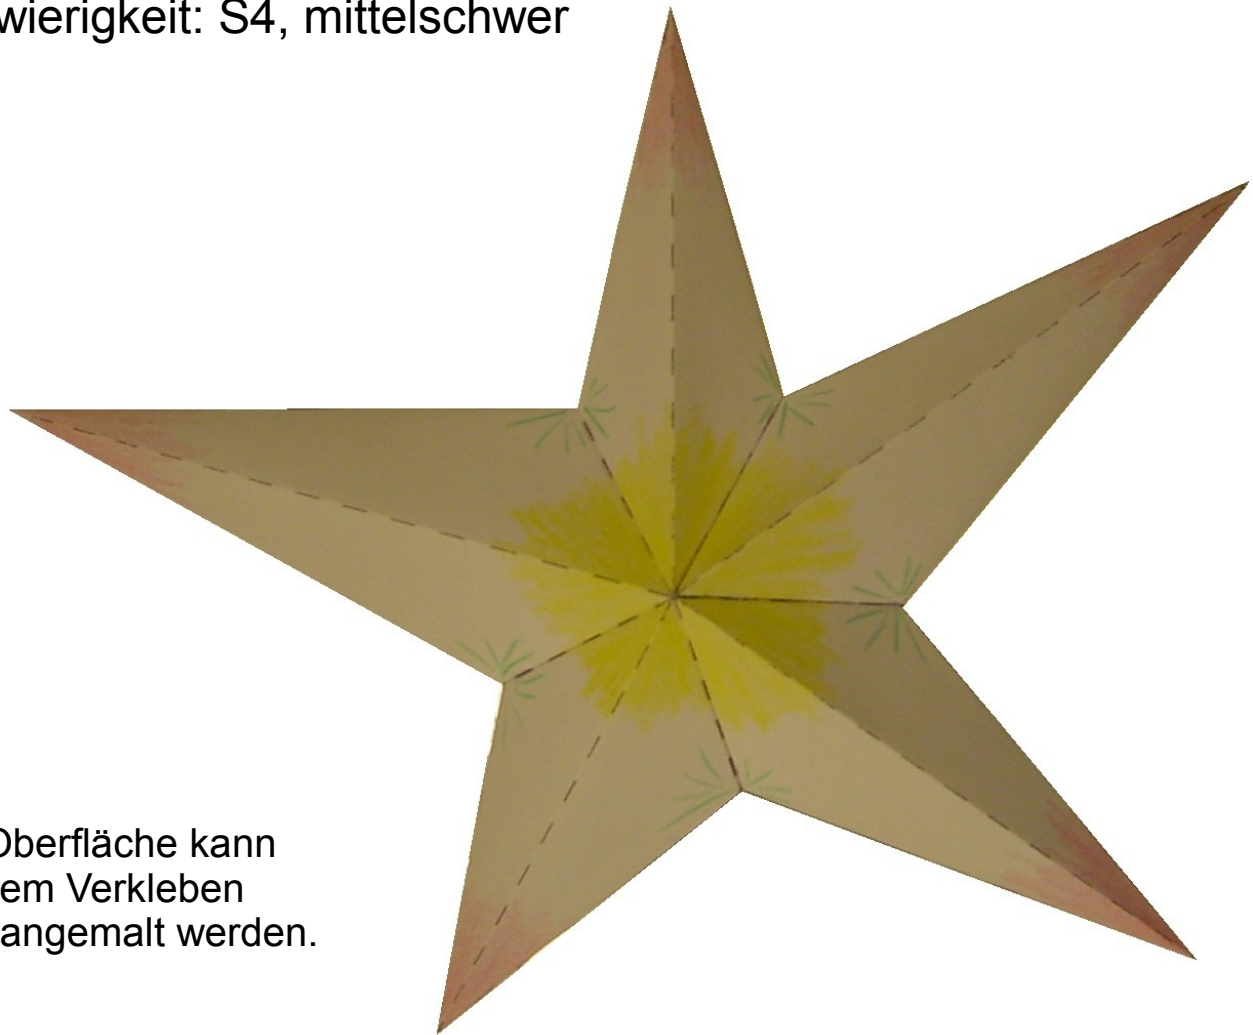 wierigkeit: S4, mittelschwer
Oberfläche kann
em Verkleben
angemalt werden.